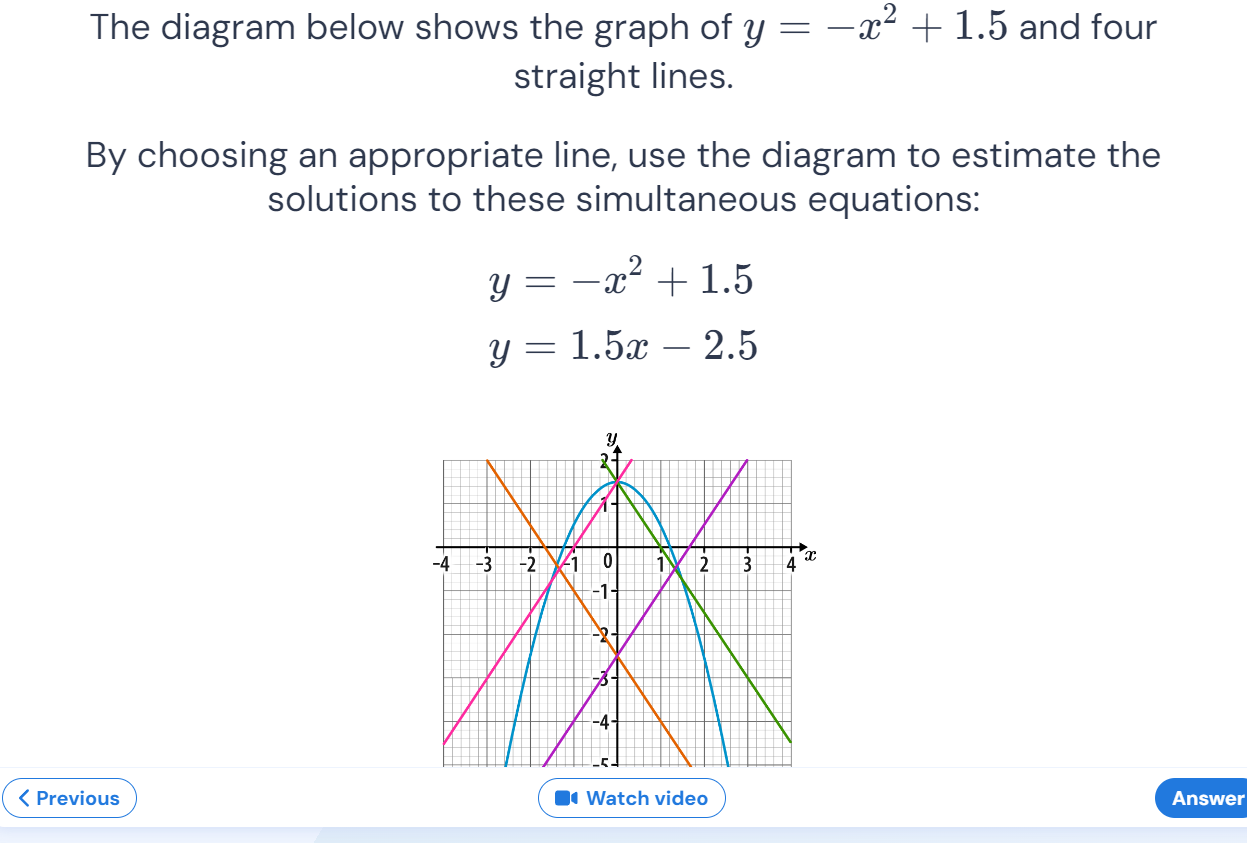 The diagram below shows the graph of y = −x² + 1.5 and four
straight lines.
By choosing an appropriate line, use the diagram to estimate the
solutions to these simultaneous equations:
y = −x² + 1.5
y = 1.5x − 2.5
y
2
1
-4 -3 -2 -1 0 1 2 3 4 x
-1
-2
-3
-4
-5
Previous
Watch video
Answer